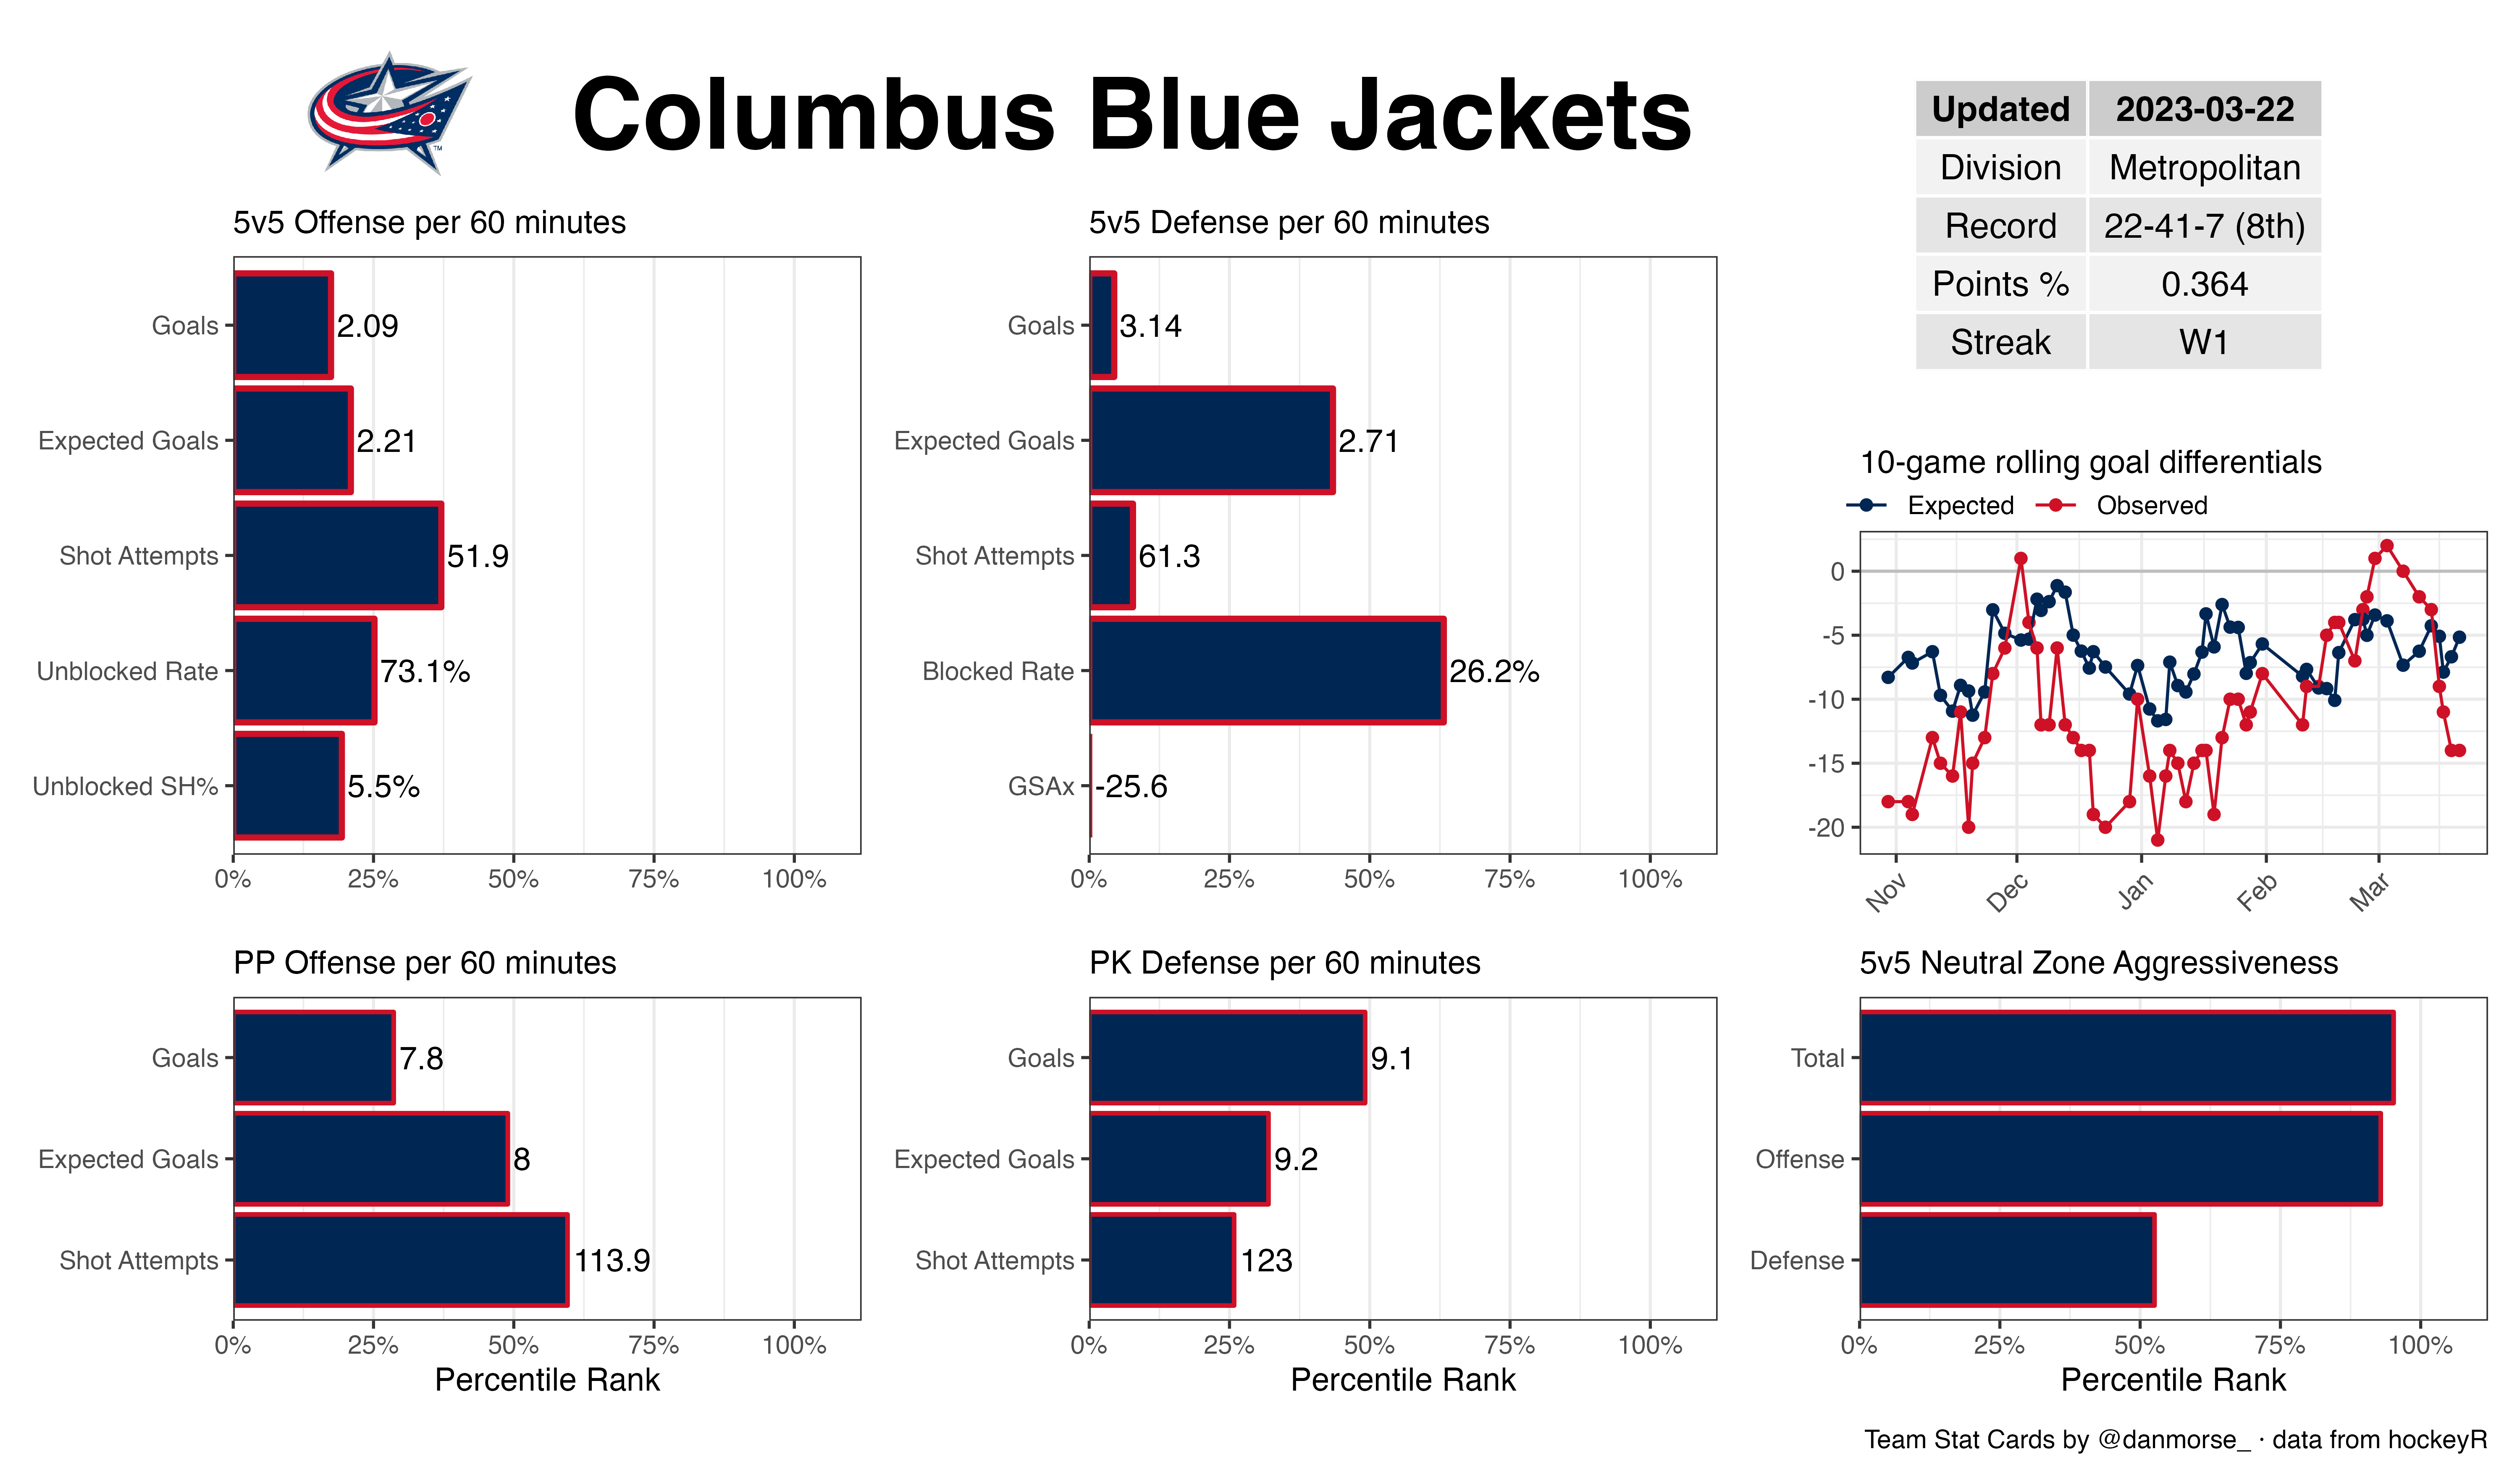 Columbus Blue Jackets
Updated 2023-03-22
Division Metropolitan
Record 22-41-7 (8th)
Points % 0.364
Streak W1
5v5 Offense per 60 minutes
Goals 2.09
Expected Goals 2.21
Shot Attempts 51.9
Unblocked Rate 73.1%
Unblocked SH% 5.5%
0% 25% 50% 75% 100%
5v5 Defense per 60 minutes
Goals 3.14
Expected Goals 2.71
Shot Attempts 61.3
Blocked Rate 26.2%
GSAx -25.6
0% 25% 50% 75% 100%
10-game rolling goal differentials
Expected Observed
0
-5
-10
-15
-20
Nov Dec Jan Feb Mar
PP Offense per 60 minutes
Goals 7.8
Expected Goals 8
Shot Attempts 113.9
0% 25% 50% 75% 100%
Percentile Rank
PK Defense per 60 minutes
Goals 9.1
Expected Goals 9.2
Shot Attempts 123
0% 25% 50% 75% 100%
Percentile Rank
5v5 Neutral Zone Aggressiveness
Total
Offense
Defense
0% 25% 50% 75% 100%
Percentile Rank
Team Stat Cards by @danmorse_ · data from hockeyR